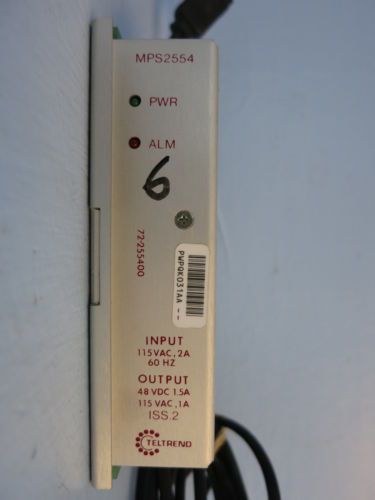 MPS2554
PWR
ALM
6
72-255400
PWPQK031AA --
INPUT
115VAC, 2A
60 HZ
OUTPUT
48 VDC 1.5A
115 VAC, 1A
ISS.2
TELTREND